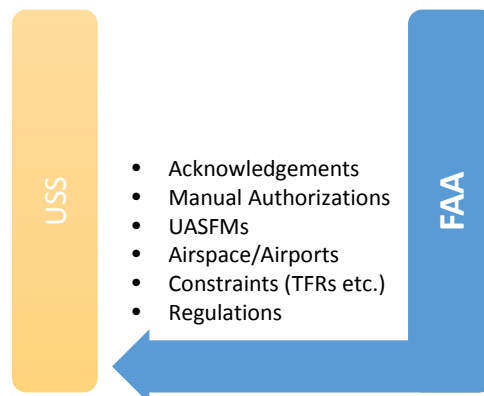 USS
• Acknowledgements
• Manual Authorizations
• UASFMs
• Airspace/Airports
• Constraints (TFRs etc.)
• Regulations
FAA